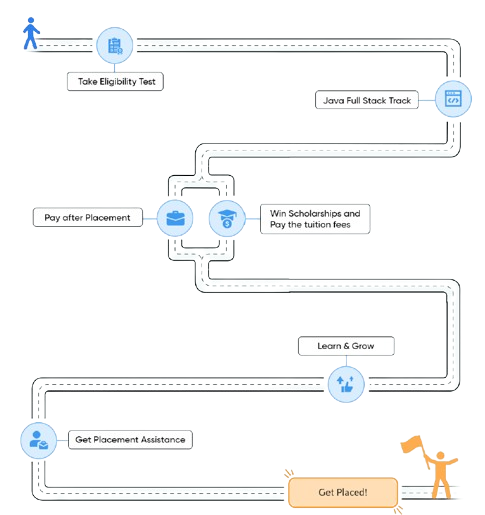 Take Eligibility Test
Java Full Stack Track
Pay after Placement
Win Scholarships and
Pay the tuition fees
Learn & Grow
Get Placement Assistance
Get Placed!